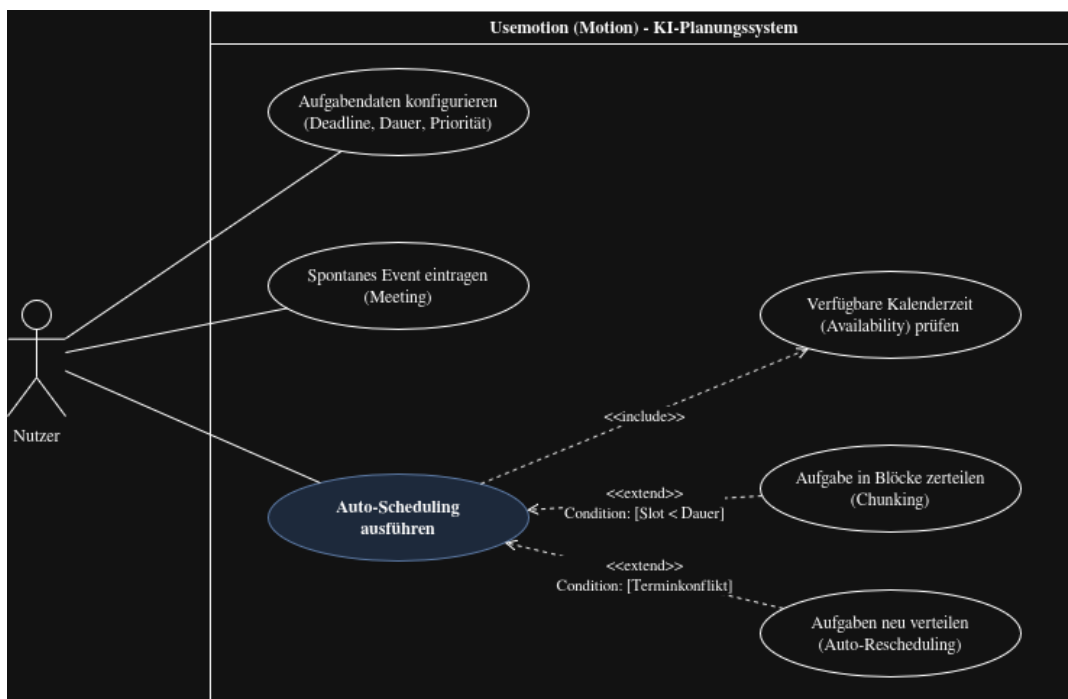 Usemotion (Motion) - KI-Planungssystem
Aufgabendaten konfigurieren
(Deadline, Dauer, Priorität)
Spontanes Event eintragen
(Meeting)
Verfügbare Kalenderzeit
(Availability) prüfen
Nutzer
<<include>>
Auto-Scheduling
ausführen
<<extend>>
Condition: [Slot < Dauer]
Aufgabe in Blöcke zerteilen
(Chunking)
<<extend>>
Condition: [Terminkonflikt]
Aufgaben neu verteilen
(Auto-Rescheduling)